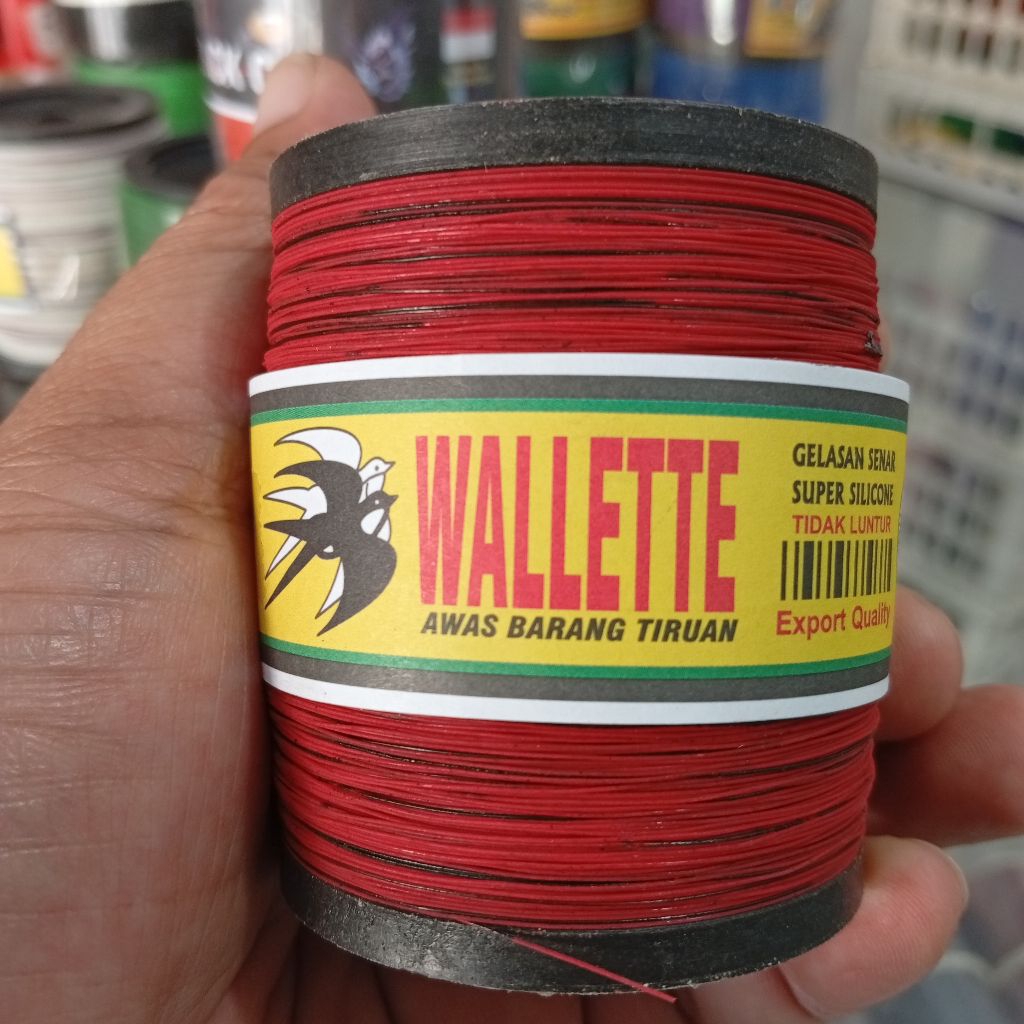 WALLETTE
AWAS BARANG TIRUAN
GELASAN SENAR
SUPER SILICONE
TIDAK LUNTUR
Export Quality